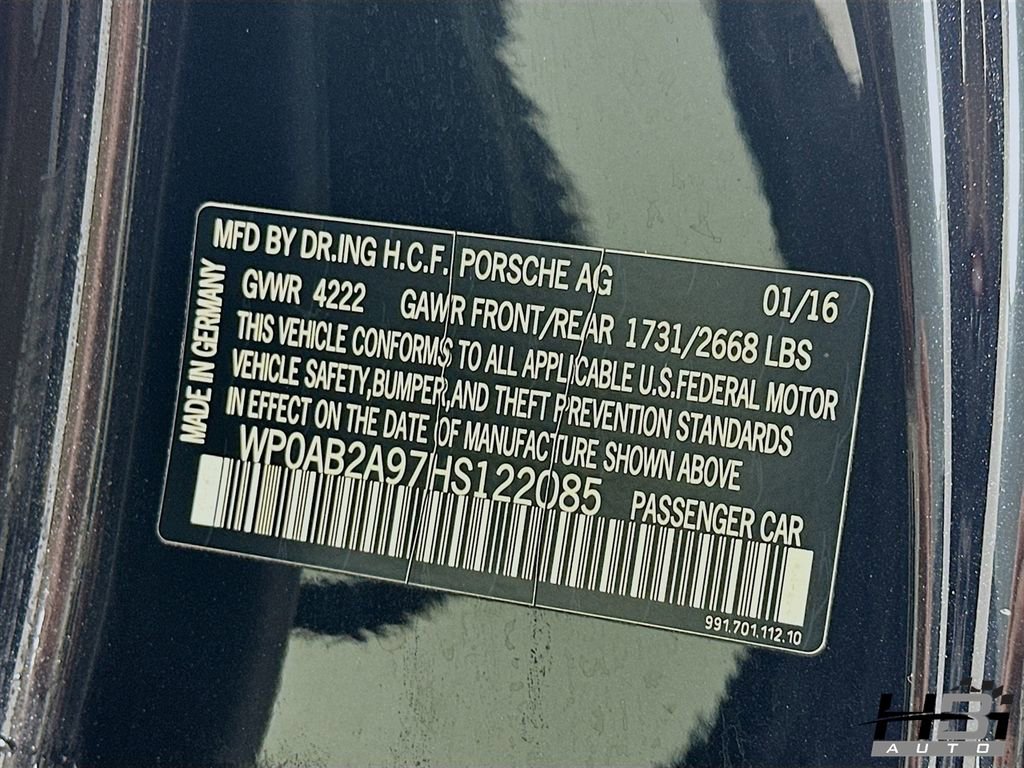 MFD BY DR.ING H.C.F. PORSCHE AG 01/16
GVWR 4222 GAWR FRONT/REAR 1731/2668 LBS
THIS VEHICLE CONFORMS TO ALL APPLICABLE U.S.FEDERAL MOTOR
VEHICLE SAFETY,BUMPER,AND THEFT PREVENTION STANDARDS
IN EFFECT ON THE DATE OF MANUFACTURE SHOWN ABOVE
WP0AB2A97HS122085 PASSENGER CAR
991.701.112.10
MADE IN GERMANY
HBI
AUTO